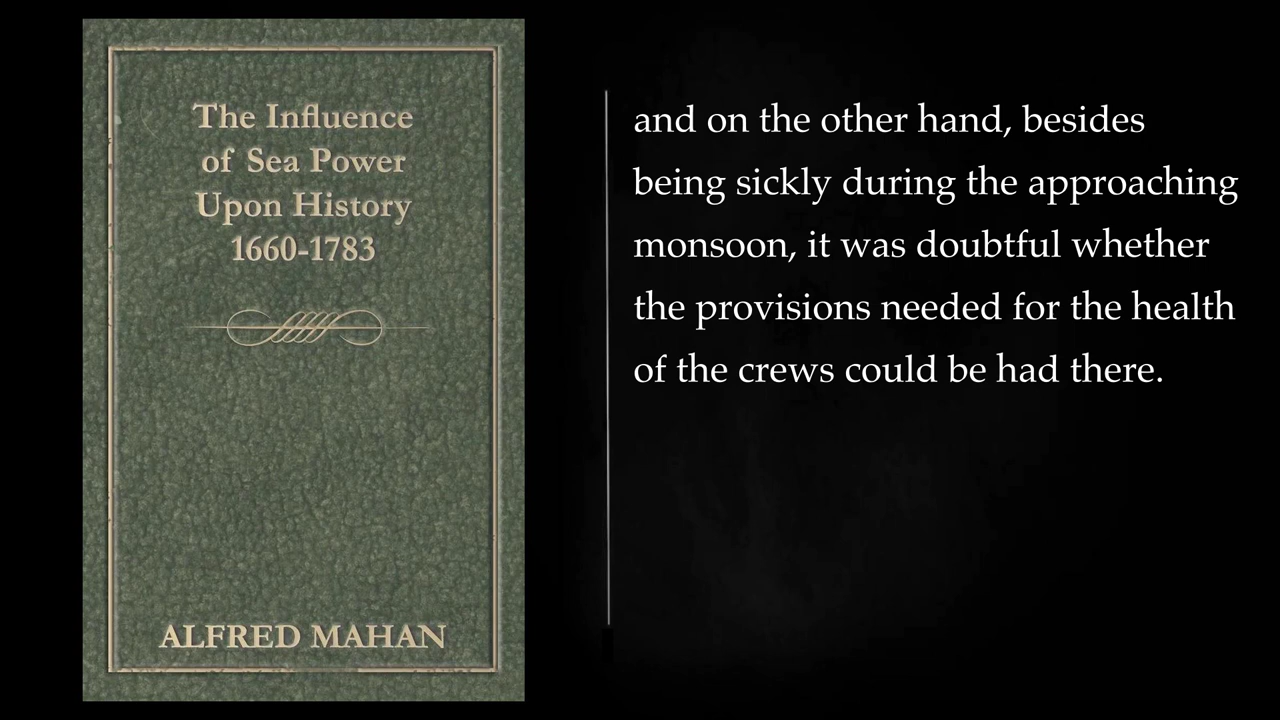 The Influence
of Sea Power
Upon History
1660-1783
ALFRED MAHAN
and on the other hand, besides
being sickly during the approaching
monsoon, it was doubtful whether
the provisions needed for the health
of the crews could be had there.